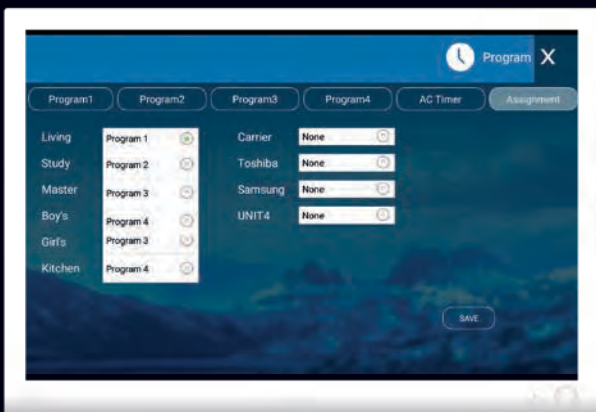 Program X
Program1 Program2 Program3 Program4 AC Timer Assignment
Living Program 1 Carrier None
Study Program 2 Toshiba None
Master Program 3 Samsung None
Boy's Program 4 UNIT4 None
Girl's Program 3
Kitchen Program 4
SAVE